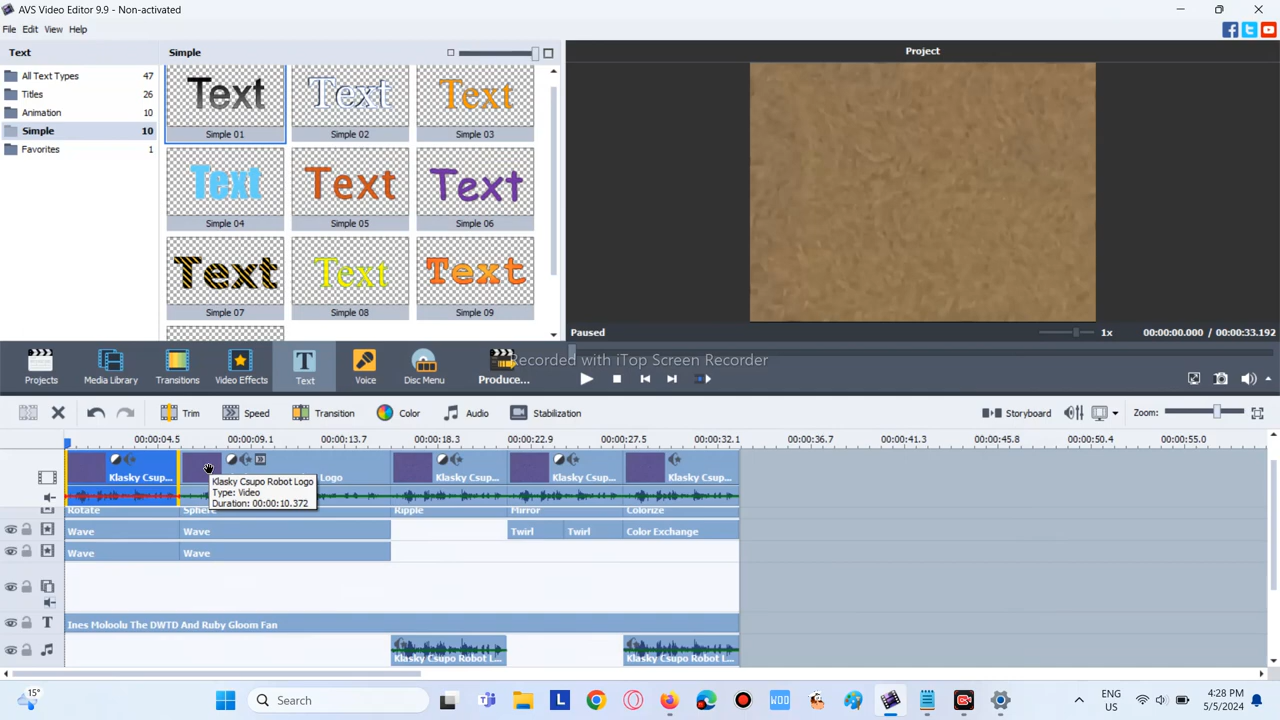 AVS Video Editor 9.9 - Non-activated
File Edit View Help
Text
Simple
Project
All Text Types 47
Titles 26
Animation 10
Simple 10
Favorites 1
Text Text Text
Simple 01 Simple 02 Simple 03
Text Text Text
Simple 04 Simple 05 Simple 06
Text Text Text
Simple 07 Simple 08 Simple 09
Paused 1x 00:00:00.000 / 00:00:33.192
Recorded with iTop Screen Recorder
Projects Media Library Transitions Video Effects Text Voice Disc Menu Produce...
Trim Speed Transition Color Audio Stabilization Storyboard Zoom:
00:00:04.5 00:00:09.1 00:00:13.7 00:00:18.3 00:00:22.9 00:00:27.5 00:00:32.1 00:00:36.7 00:00:41.3 00:00:45.8 00:00:50.4 00:00:55.0
Klasky Csup... Logo Klasky Csup... Klasky Csup... Klasky Csup...
Klasky Csupo Robot Logo
Type: Video
Duration: 00:00:10.372
Rotate Ripple Mirror Colorize
Wave Wave Twirl Twirl Color Exchange
Wave Wave
Ines Moloolu The DWTD And Ruby Gloom Fan
Klasky Csupo Robot L... Klasky Csupo Robot L...
15°
Search
WOO
ENG
US
4:28 PM
5/5/2024